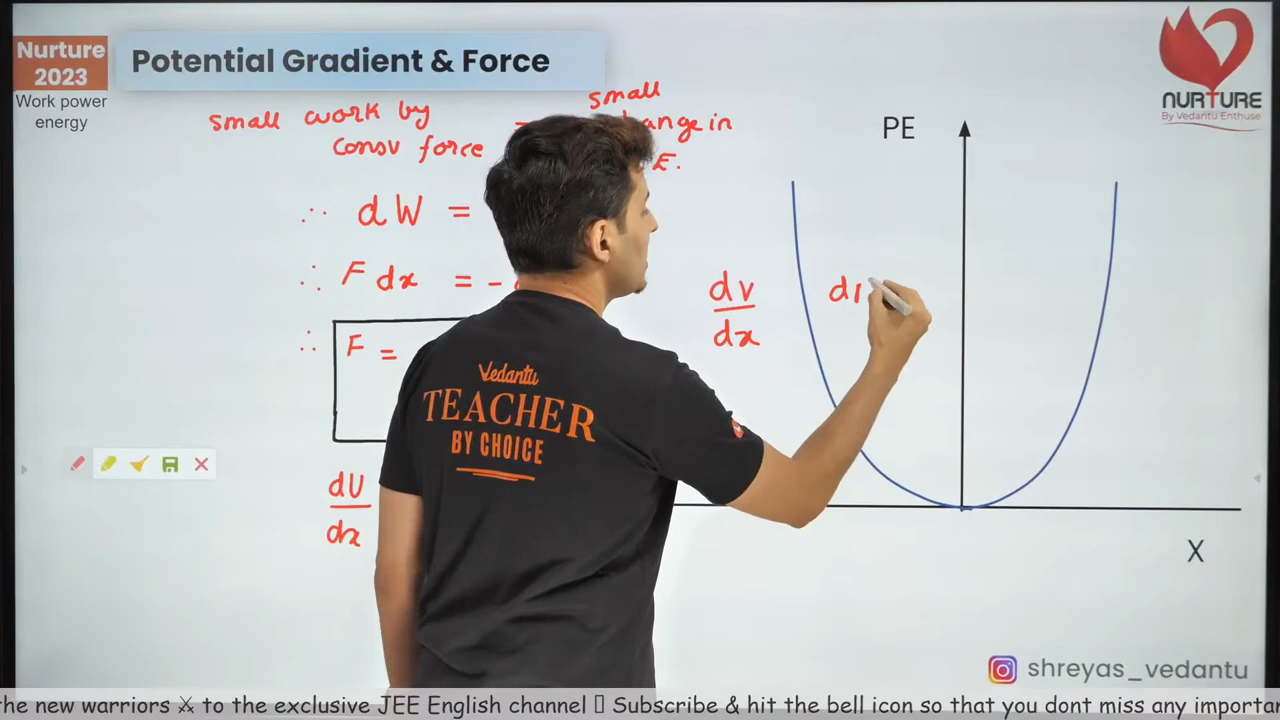 Nurture
2023
Work power
energy
Potential Gradient & Force
NURTURE
By Vedantu Enthuse
small work by
consv force
small
change in
E.
∴ dW =
∴ F dx = -
∴ F =
dU
dx
dv
dx
PE
X
Vedantu
TEACHER
BY CHOICE
shreyas_vedantu
the new warriors ⚔ to the exclusive JEE English channel ▯ Subscribe & hit the bell icon so that you dont miss any